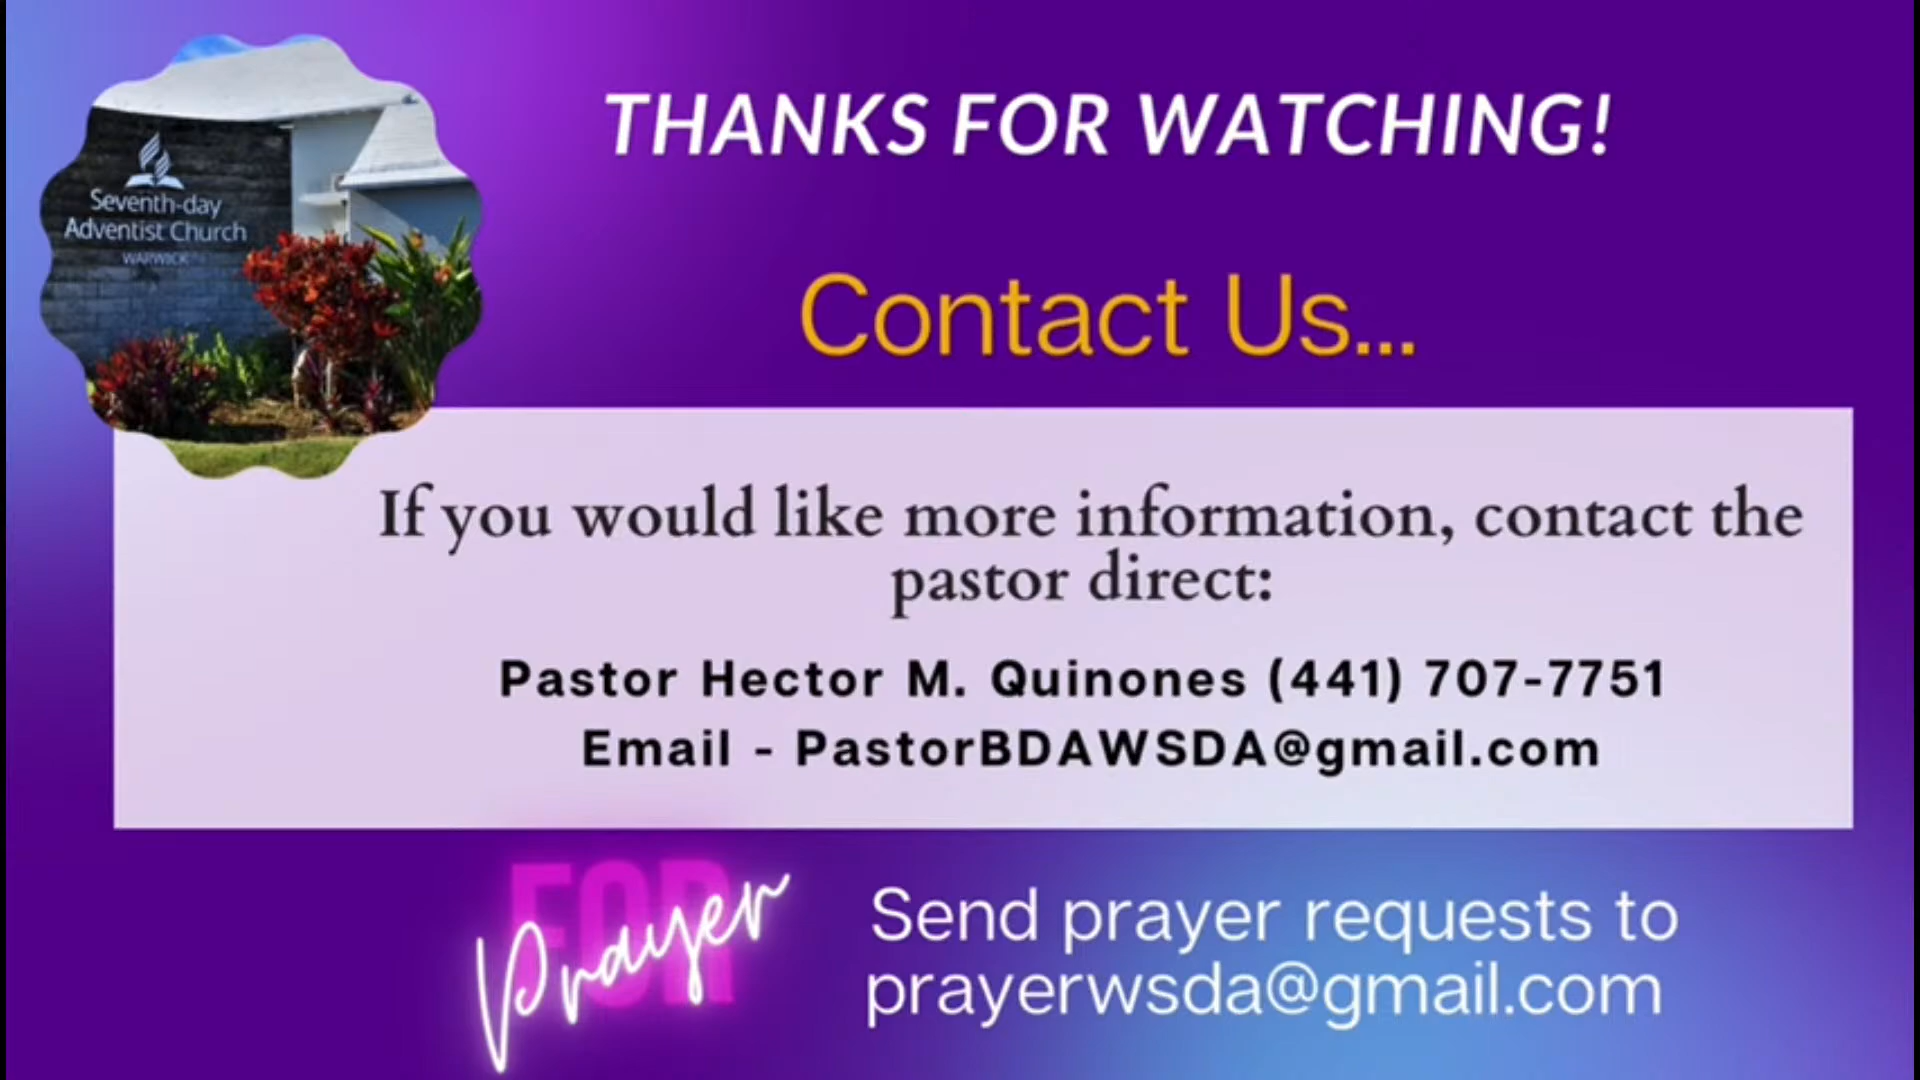 Seventh-day
Adventist Church
WARWICK
THANKS FOR WATCHING!
Contact Us...
If you would like more information, contact the
pastor direct:
Pastor Hector M. Quinones (441) 707-7751
Email - PastorBDAWSDA@gmail.com
FOR
Prayer
Send prayer requests to
prayerwsda@gmail.com